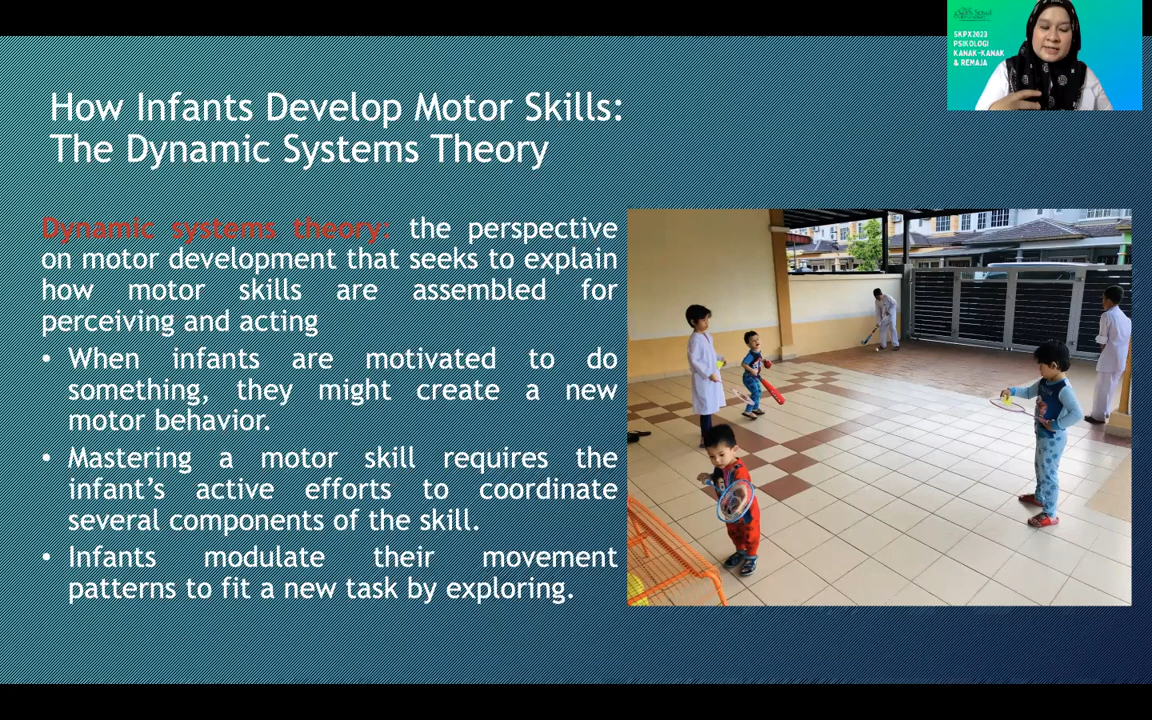 SKPX2023
PSIKOLOGI
KANAK-KANAK
& REMAJA
How Infants Develop Motor Skills:
The Dynamic Systems Theory
Dynamic systems theory: the perspective
on motor development that seeks to explain
how motor skills are assembled for
perceiving and acting
• When infants are motivated to do
something, they might create a new
motor behavior.
• Mastering a motor skill requires the
infant’s active efforts to coordinate
several components of the skill.
• Infants modulate their movement
patterns to fit a new task by exploring.